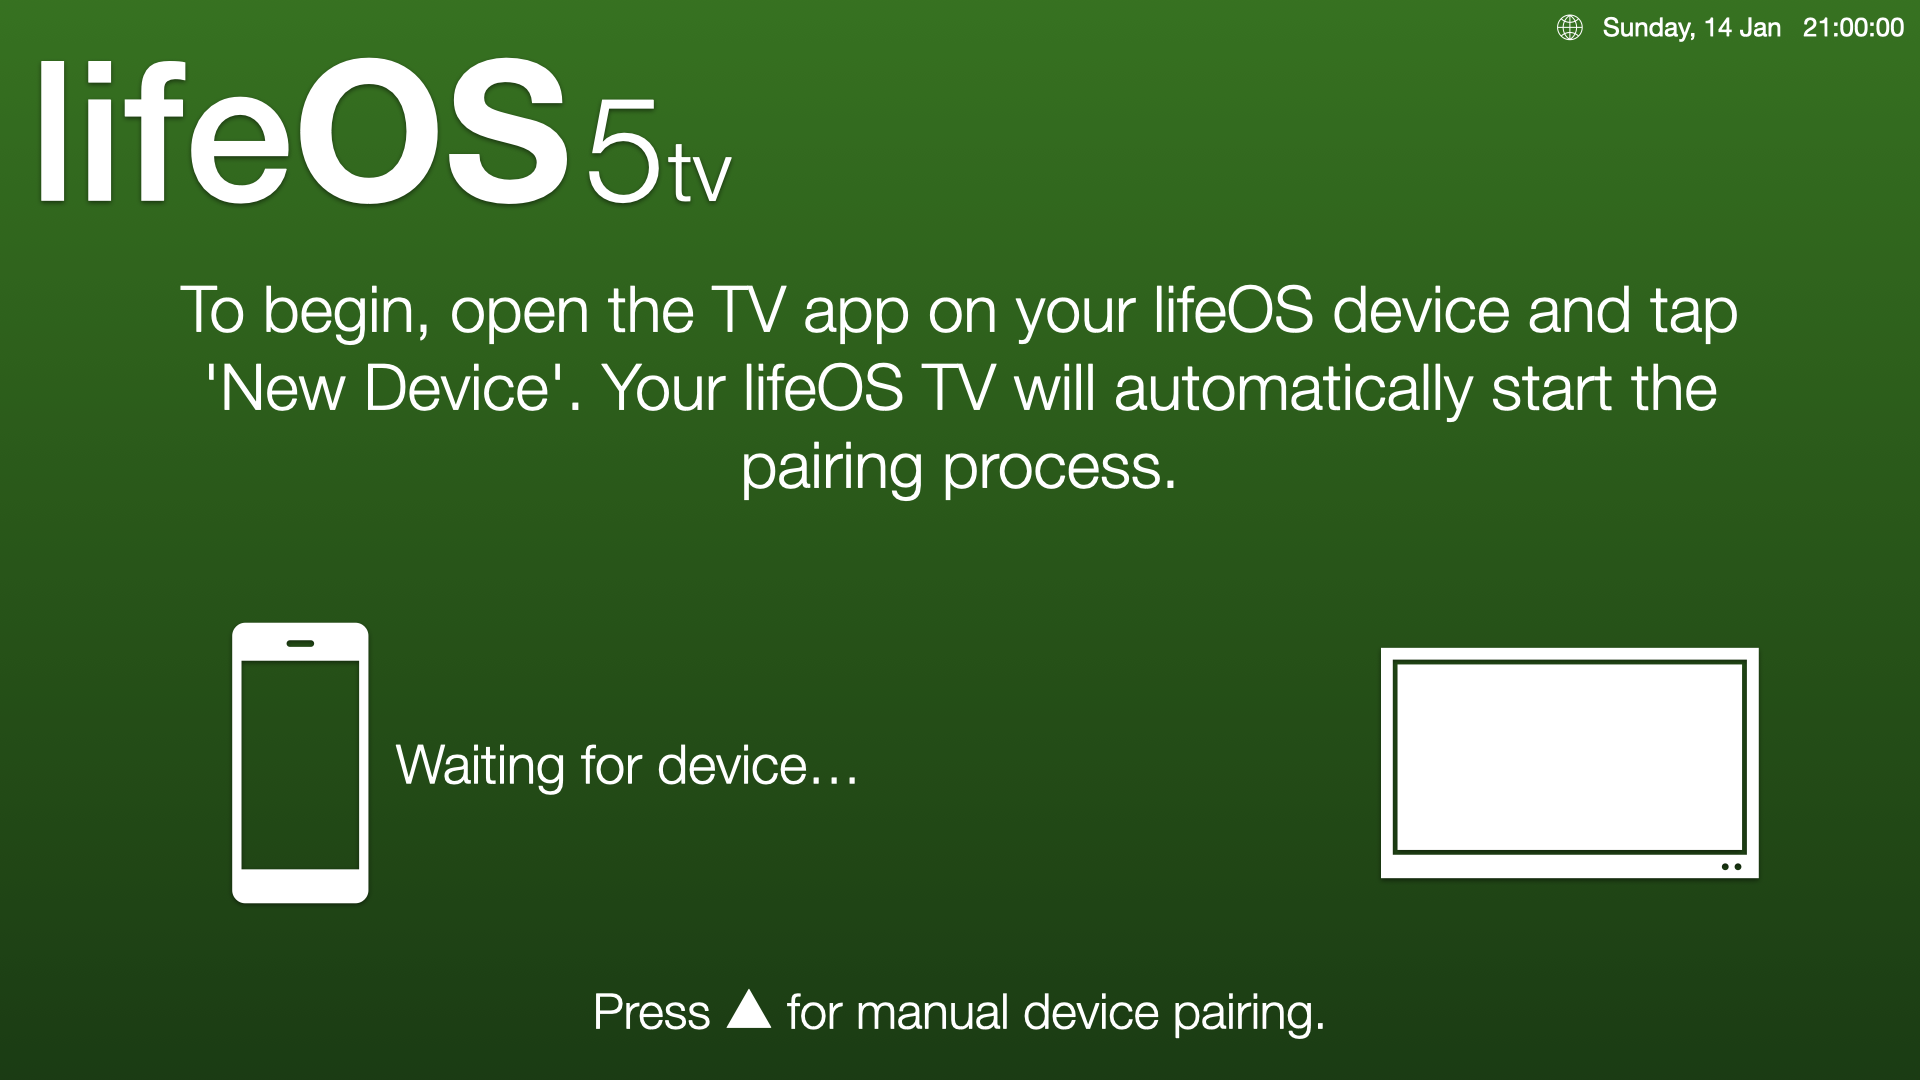 Sunday, 14 Jan 21:00:00
lifeOS 5tv
To begin, open the TV app on your lifeOS device and tap
'New Device'. Your lifeOS TV will automatically start the
pairing process.
Waiting for device…
Press ▲ for manual device pairing.